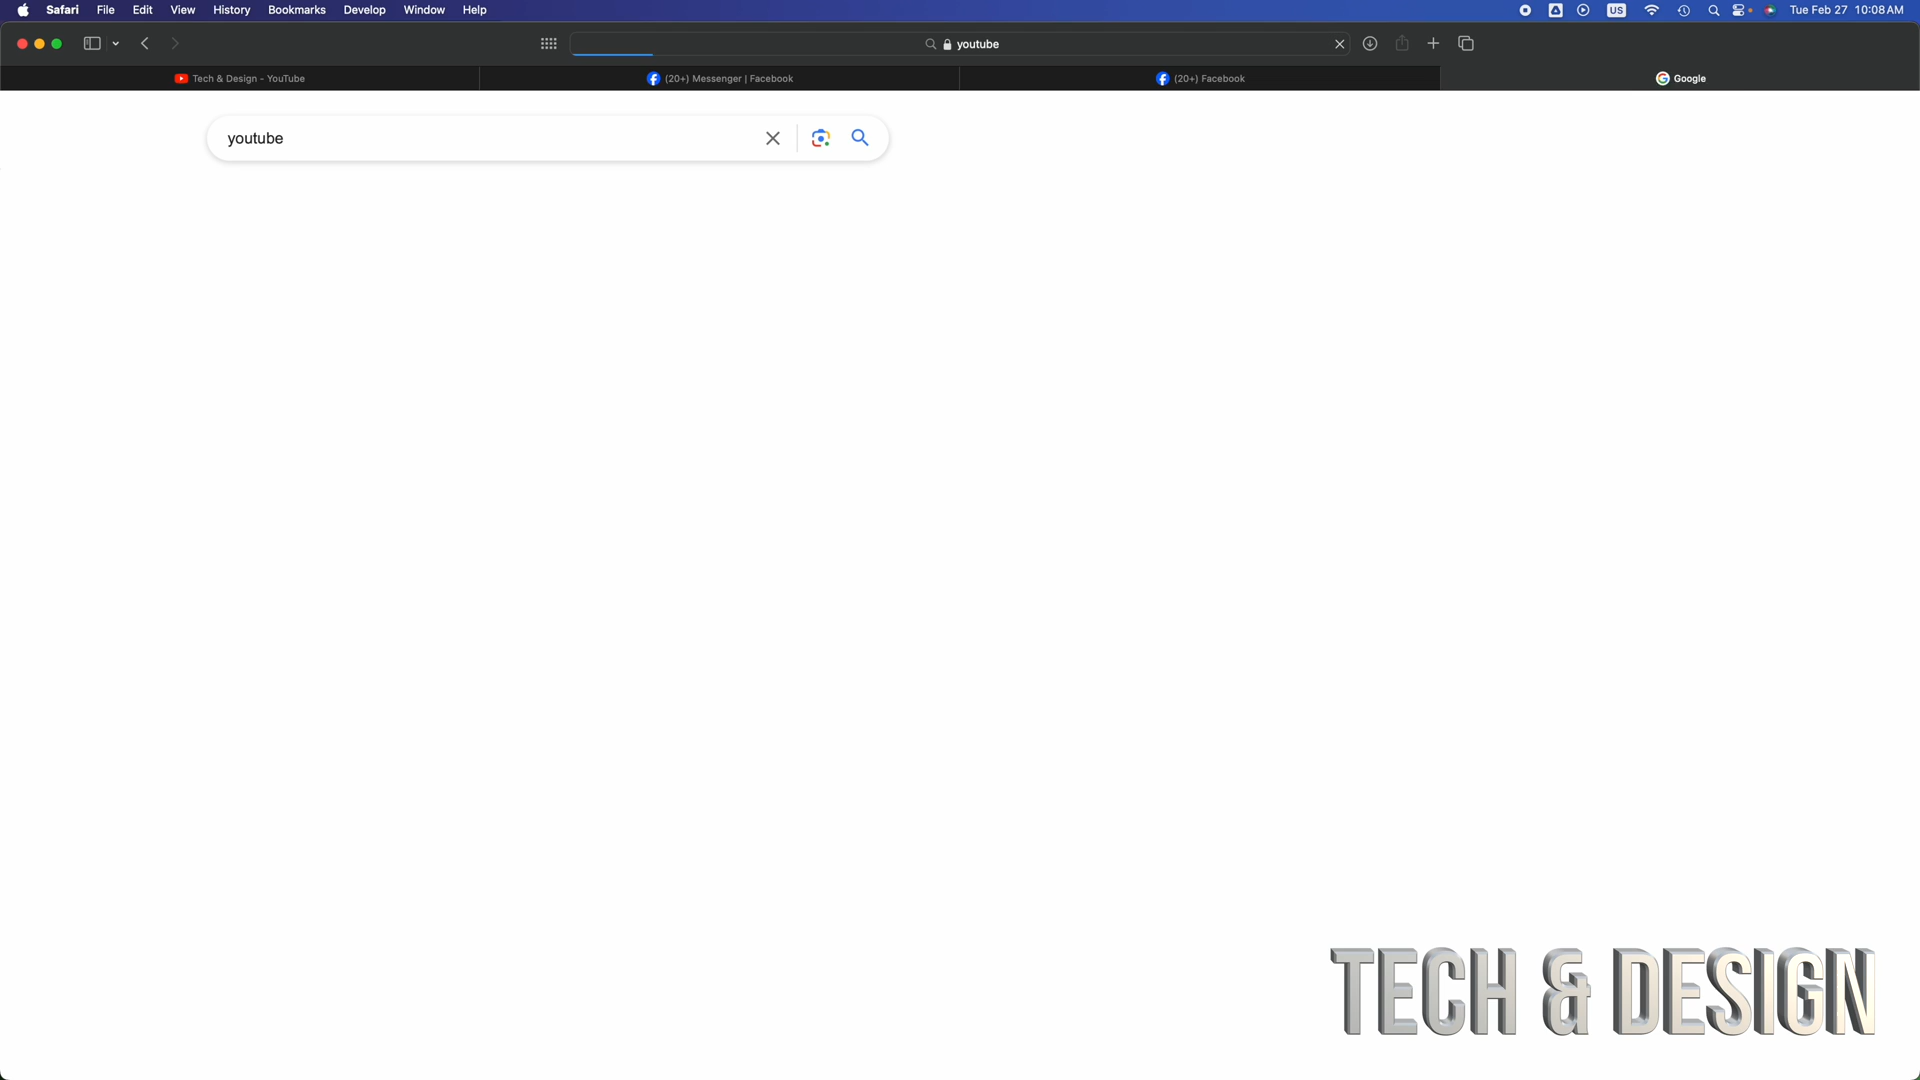 Safari File Edit View History Bookmarks Develop Window Help US Tue Feb 27 10:08 AM
youtube
Tech & Design - YouTube (20+) Messenger | Facebook (20+) Facebook Google
youtube
TECH & DESIGN